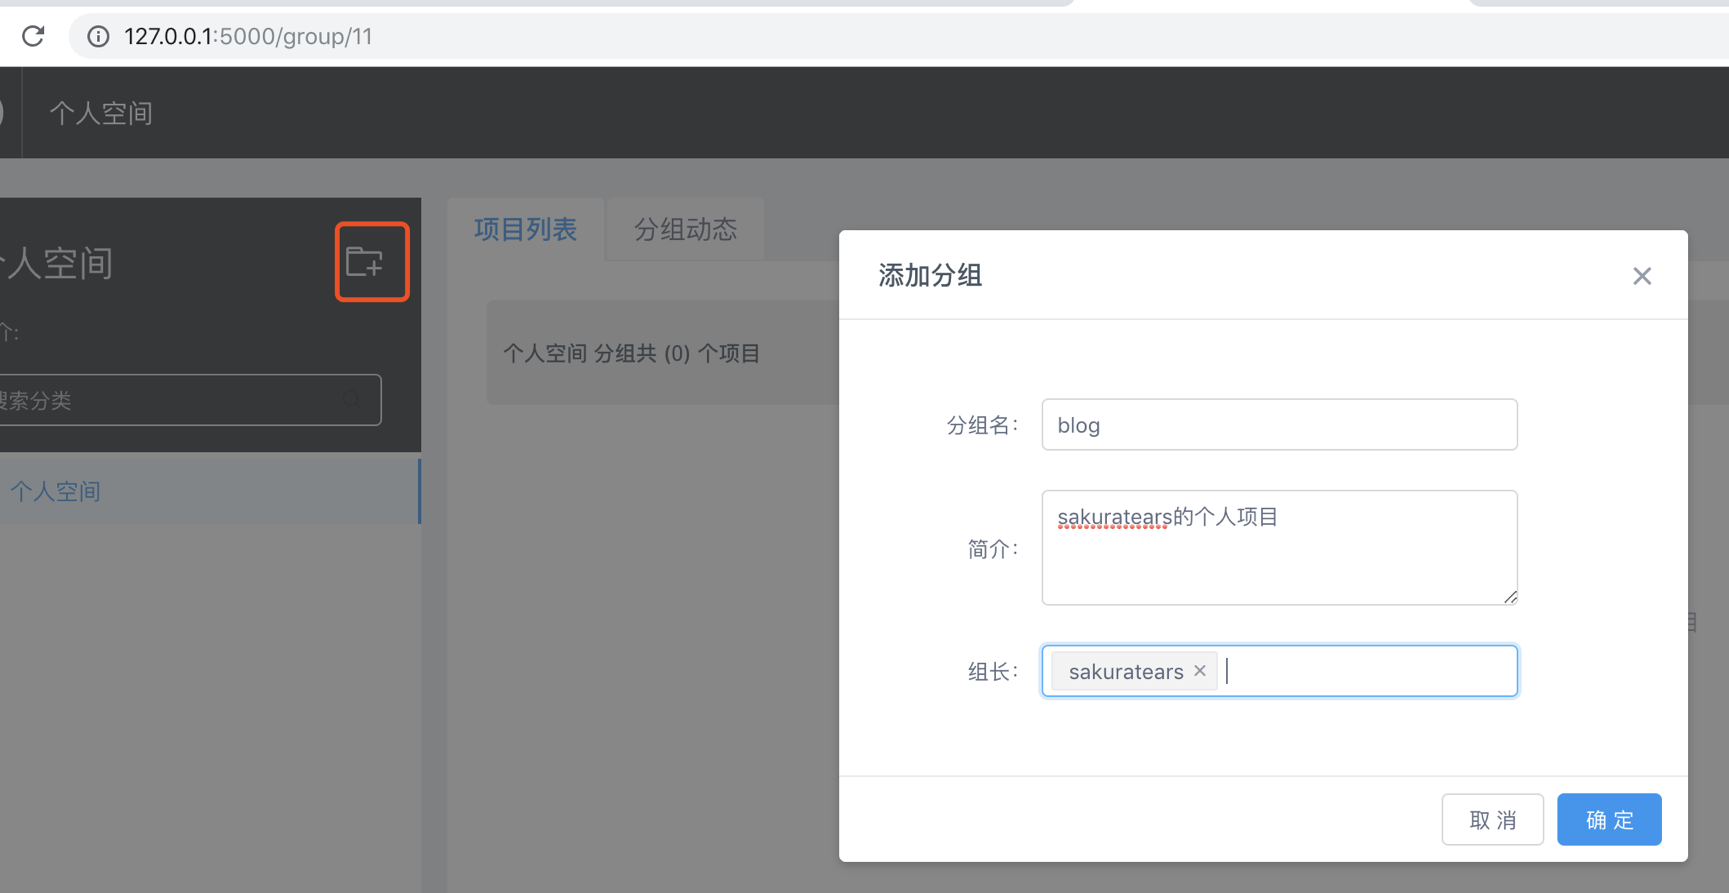 127.0.0.1:5000/group/11
个人空间
人空间
项目列表
分组动态
搜索分类
个人空间
个人空间 分组共 (0) 个项目
添加分组
分组名：
blog
简介：
sakuratears的个人项目
组长：
sakuratears
取 消
确 定